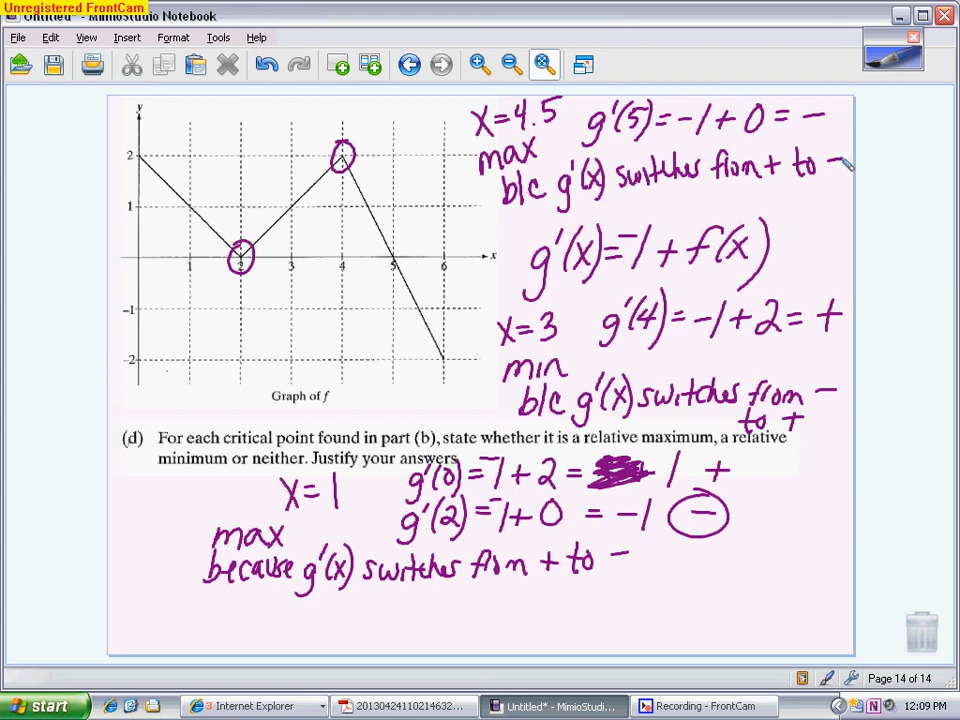 Unregistered FrontCam
Untitled* - MimioStudio Notebook
File Edit View Insert Format Tools Help
y
2
1
-1
-2
1 2 3 4 5 6 x
Graph of f
x=4.5 g'(5)=-1+0=-
max
b/c g'(x) switches from + to -
g'(x)=-1+f(x)
x=3 g'(4)=-1+2=+
min
b/c g'(x) switches from -
to +
(d) For each critical point found in part (b), state whether it is a relative maximum, a relative
minimum or neither. Justify your answers.
x=1 g'(0)=-1+2= 1 +
g'(2)=-1+0 = -1 -
max
because g'(x) switches from + to -
Page 14 of 14
start 3 Internet Explorer 20130424110214632... Untitled* - MimioStu... Recording - FrontCam 12:09 PM